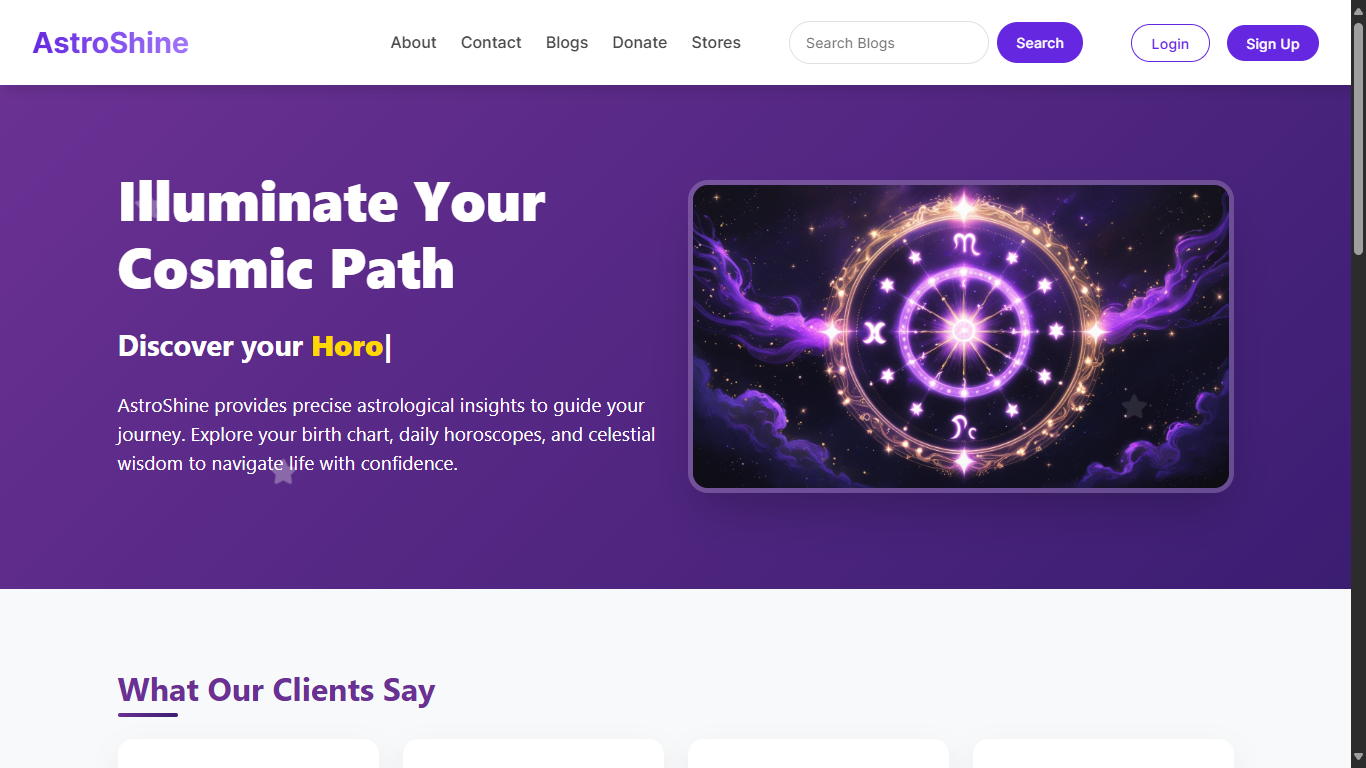 AstroShine
About Contact Blogs Donate Stores Search Blogs Search Login Sign Up
Illuminate Your
Cosmic Path
Discover your Horo|
AstroShine provides precise astrological insights to guide your
journey. Explore your birth chart, daily horoscopes, and celestial
wisdom to navigate life with confidence.
What Our Clients Say